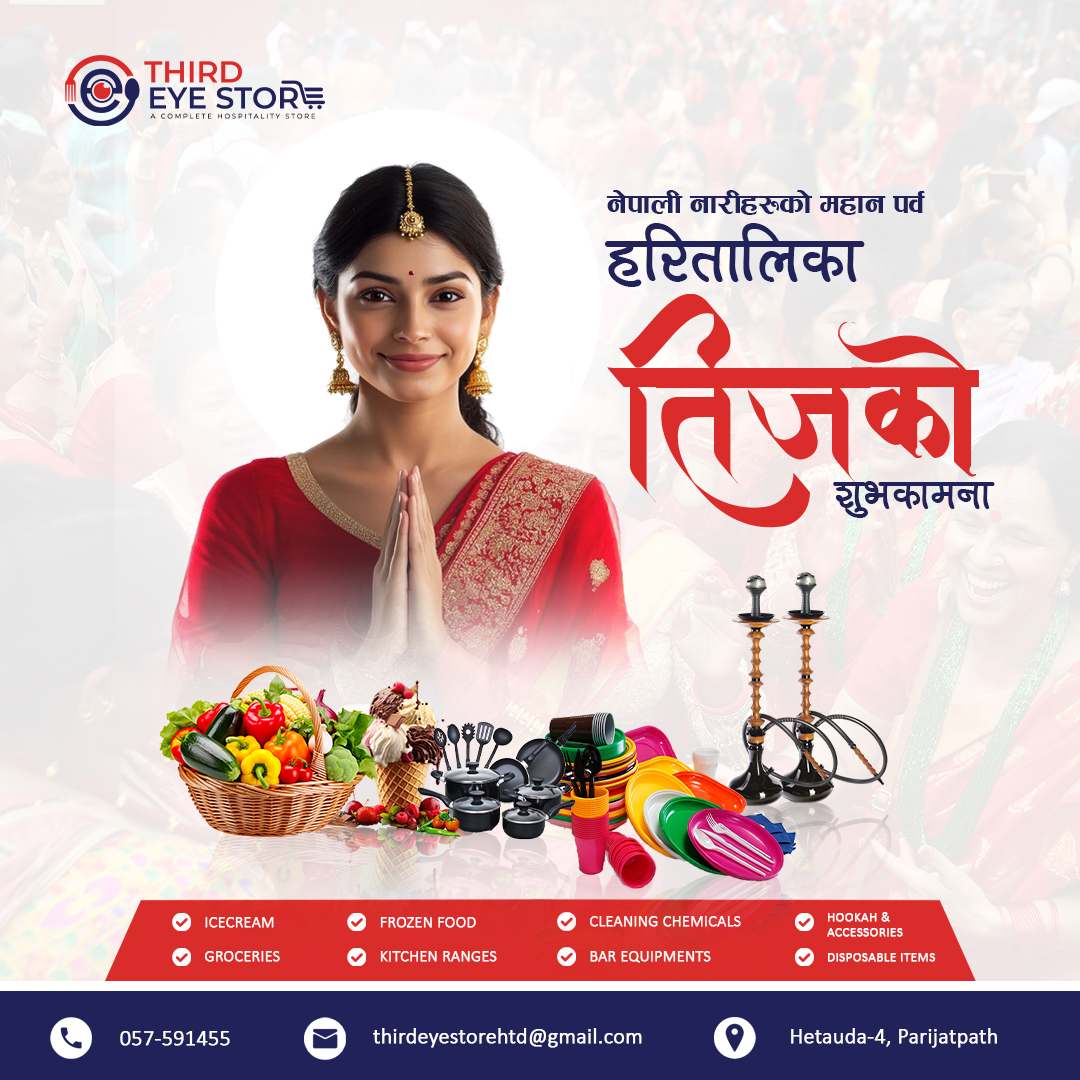 THIRD
EYE STORE
A COMPLETE HOSPITALITY STORE
नेपाली नारीहरुको महान पर्व
हरितालिका
तिजको
शुभकामना
ICECREAM
FROZEN FOOD
CLEANING CHEMICALS
HOOKAH &
ACCESSORIES
GROCERIES
KITCHEN RANGES
BAR EQUIPMENTS
DISPOSABLE ITEMS
057-591455
thirdeyestorehtd@gmail.com
Hetauda-4, Parijatpath